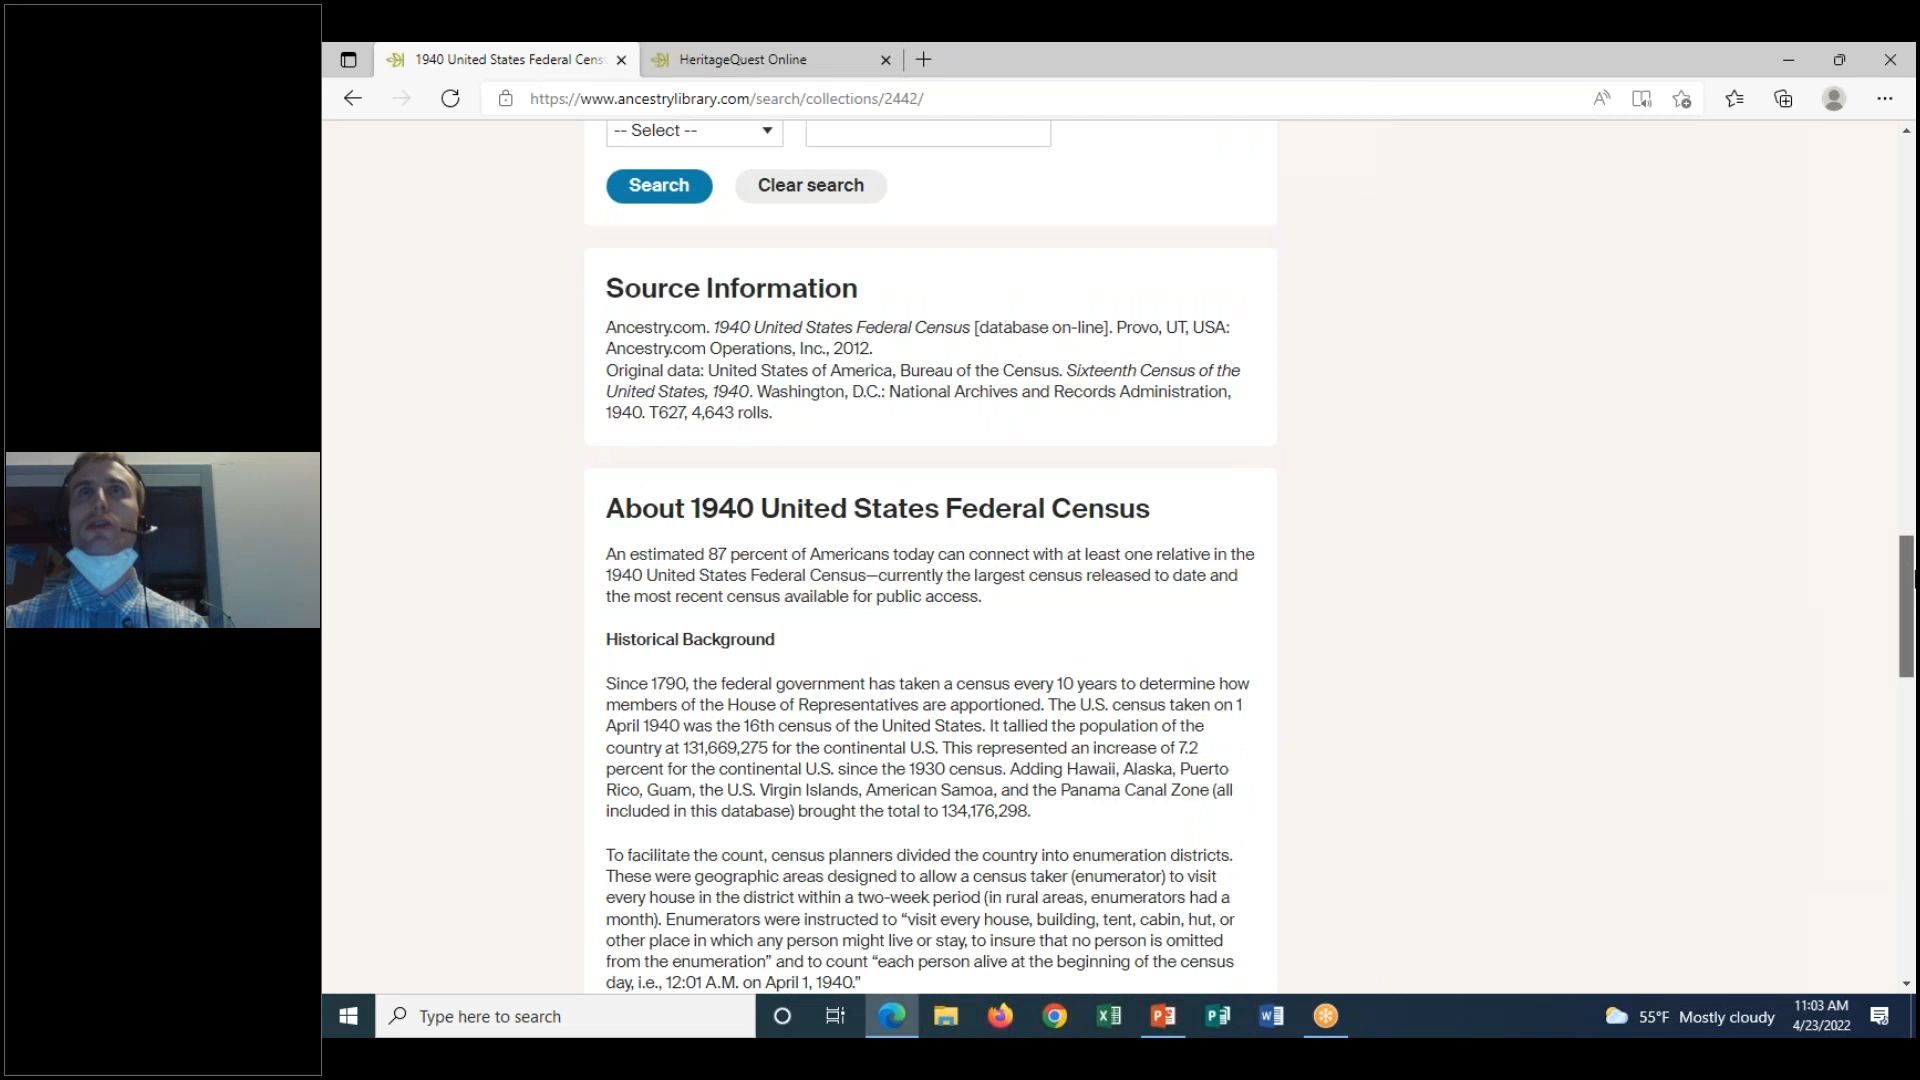 1940 United States Federal Cens
HeritageQuest Online
https://www.ancestrylibrary.com/search/collections/2442/
-- Select --
Search
Clear search
Source Information
Ancestry.com. 1940 United States Federal Census [database on-line]. Provo, UT, USA:
Ancestry.com Operations, Inc., 2012.
Original data: United States of America, Bureau of the Census. Sixteenth Census of the
United States, 1940. Washington, D.C.: National Archives and Records Administration,
1940. T627, 4,643 rolls.
About 1940 United States Federal Census
An estimated 87 percent of Americans today can connect with at least one relative in the
1940 United States Federal Census—currently the largest census released to date and
the most recent census available for public access.
Historical Background
Since 1790, the federal government has taken a census every 10 years to determine how
members of the House of Representatives are apportioned. The U.S. census taken on 1
April 1940 was the 16th census of the United States. It tallied the population of the
country at 131,669,275 for the continental U.S. This represented an increase of 7.2
percent for the continental U.S. since the 1930 census. Adding Hawaii, Alaska, Puerto
Rico, Guam, the U.S. Virgin Islands, American Samoa, and the Panama Canal Zone (all
included in this database) brought the total to 134,176,298.
To facilitate the count, census planners divided the country into enumeration districts.
These were geographic areas designed to allow a census taker (enumerator) to visit
every house in the district within a two-week period (in rural areas, enumerators had a
month). Enumerators were instructed to “visit every house, building, tent, cabin, hut, or
other place in which any person might live or stay, to insure that no person is omitted
from the enumeration” and to count “each person alive at the beginning of the census
day, i.e., 12:01 A.M. on April 1, 1940.”
Type here to search
55°F Mostly cloudy
11:03 AM
4/23/2022